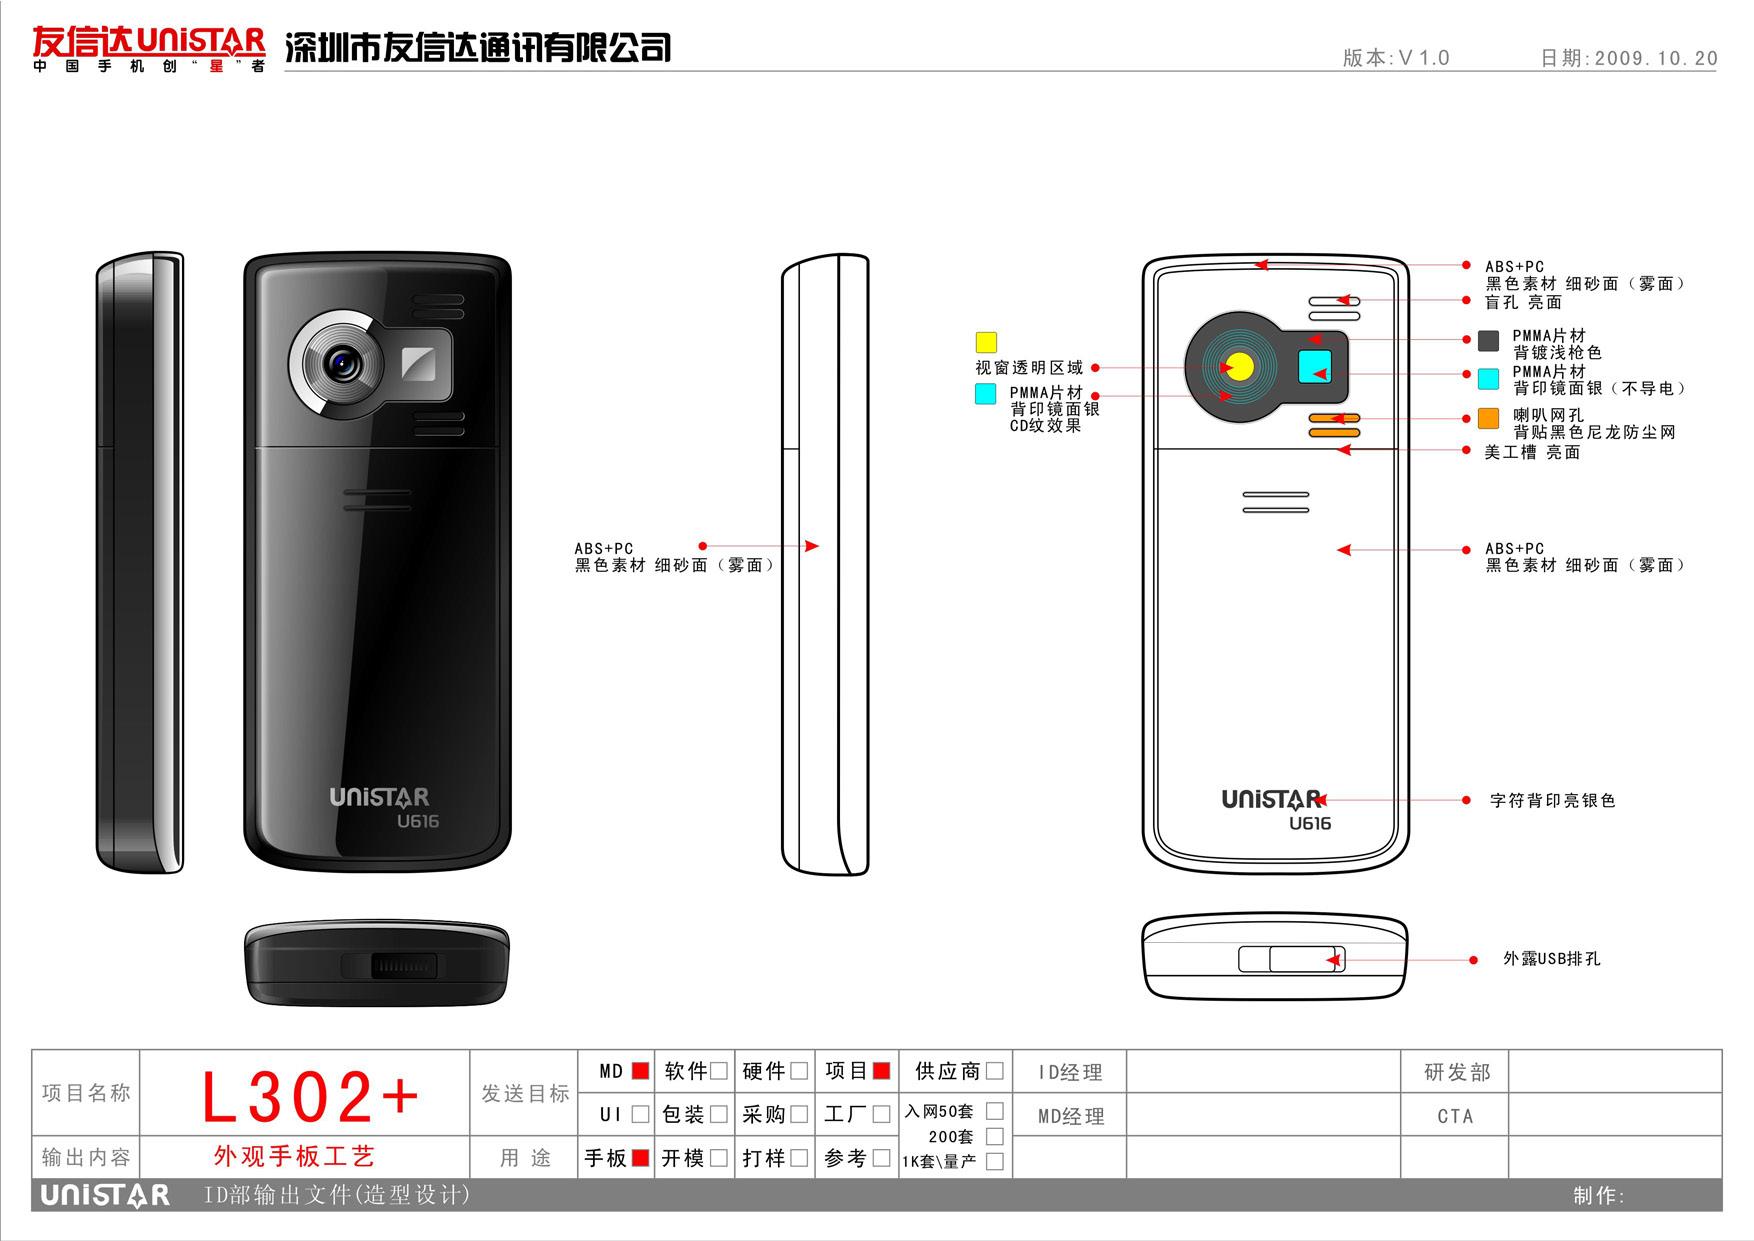 友信达UNiSTAR
中国手机创“星”者
深圳市友信达通讯有限公司
版本:V 1.0
日期:2009.10.20
ABS+PC
黑色素材 细砂面（雾面）
盲孔 亮面
PMMA片材
背镀浅枪色
PMMA片材
背印镜面银（不导电）
喇叭网孔
背贴黑色尼龙防尘网
美工槽 亮面
视窗透明区域
PMMA片材
背印镜面银
CD纹效果
ABS+PC
黑色素材 细砂面（雾面）
ABS+PC
黑色素材 细砂面（雾面）
UNiSTAR
U616
UNiSTAR
U616
字符背印亮银色
外露USB排孔
项目名称
L302+
发送目标
MD
软件
硬件
项目
供应商
ID经理
研发部
UI
包装
采购
工厂
入网50套
200套
1K套\量产
MD经理
CTA
输出内容
外观手板工艺
用 途
手板
开模
打样
参考
UNiSTAR
ID部输出文件(造型设计)
制作: